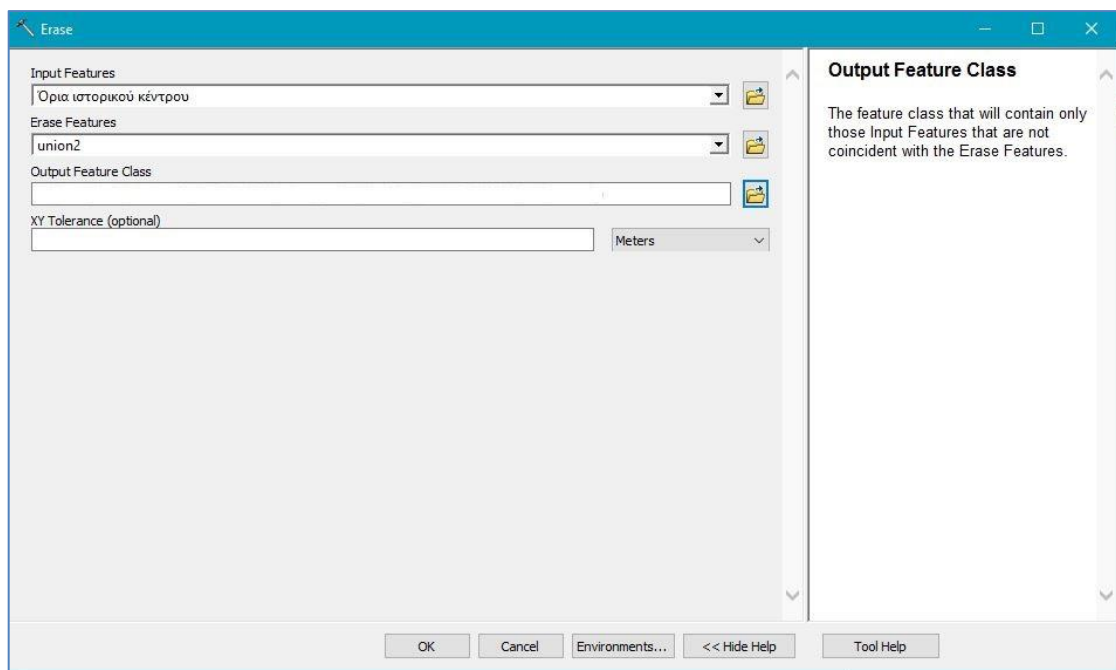 Erase
Input Features
Όρια ιστορικού κέντρου
Erase Features
union2
Output Feature Class
XY Tolerance (optional)
Meters
Output Feature Class
The feature class that will contain only
those Input Features that are not
coincident with the Erase Features.
OK
Cancel
Environments...
<< Hide Help
Tool Help